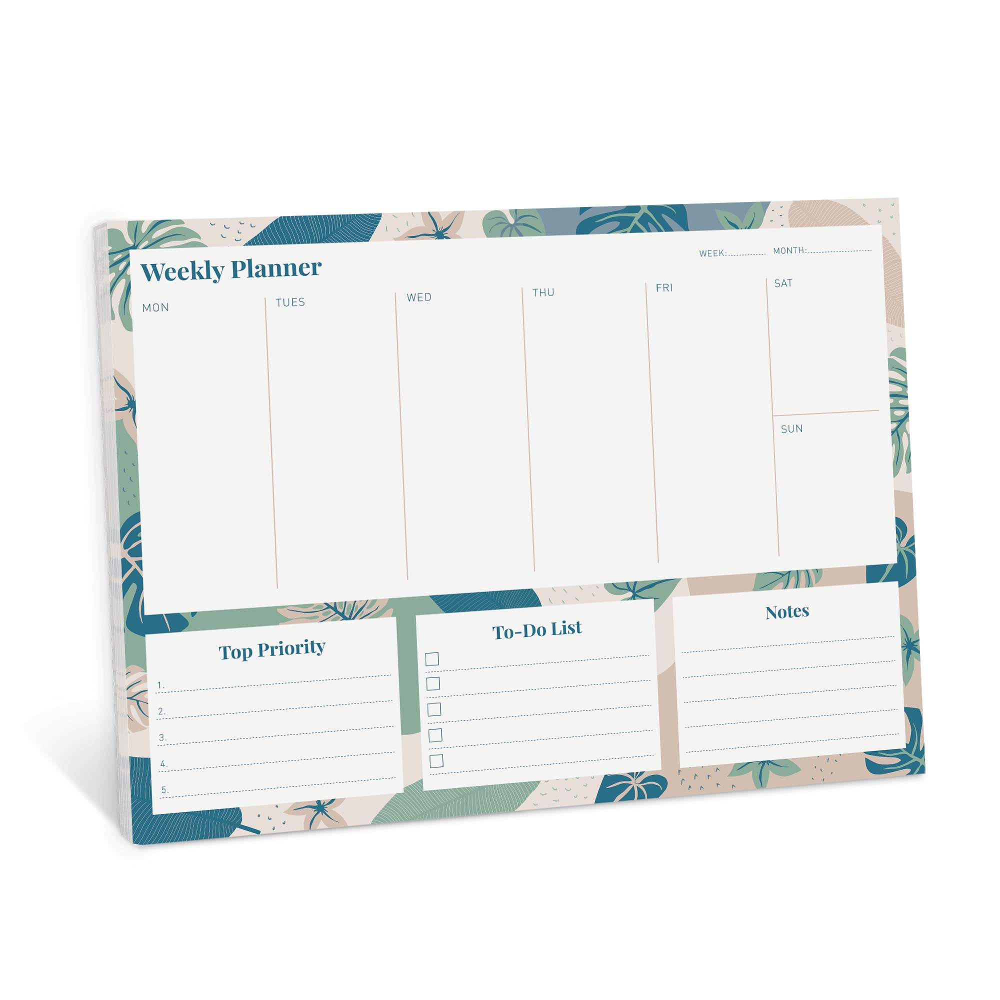 Weekly Planner
WEEK: MONTH:
MON TUES WED THU FRI SAT
SUN
Top Priority
1.
2.
3.
4.
5.
To-Do List
Notes